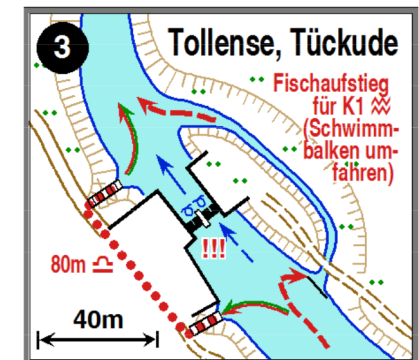 3
Tollense, Tückude
Fischaufstieg
für K1
(Schwimm-
balken um-
fahren)
!!!
80m
40m